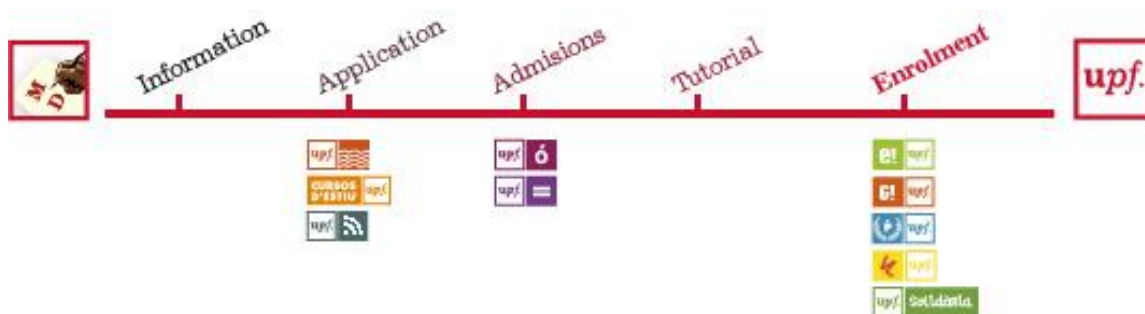 Information
Application
Admisions
Tutorial
Enrolment
M
D
upf.
upf.
CURSOS
D'ESTIU
upf.
upf.
upf. ó
upf. =
e! upf.
G! upf.
upf.
upf.
upf. Solidària